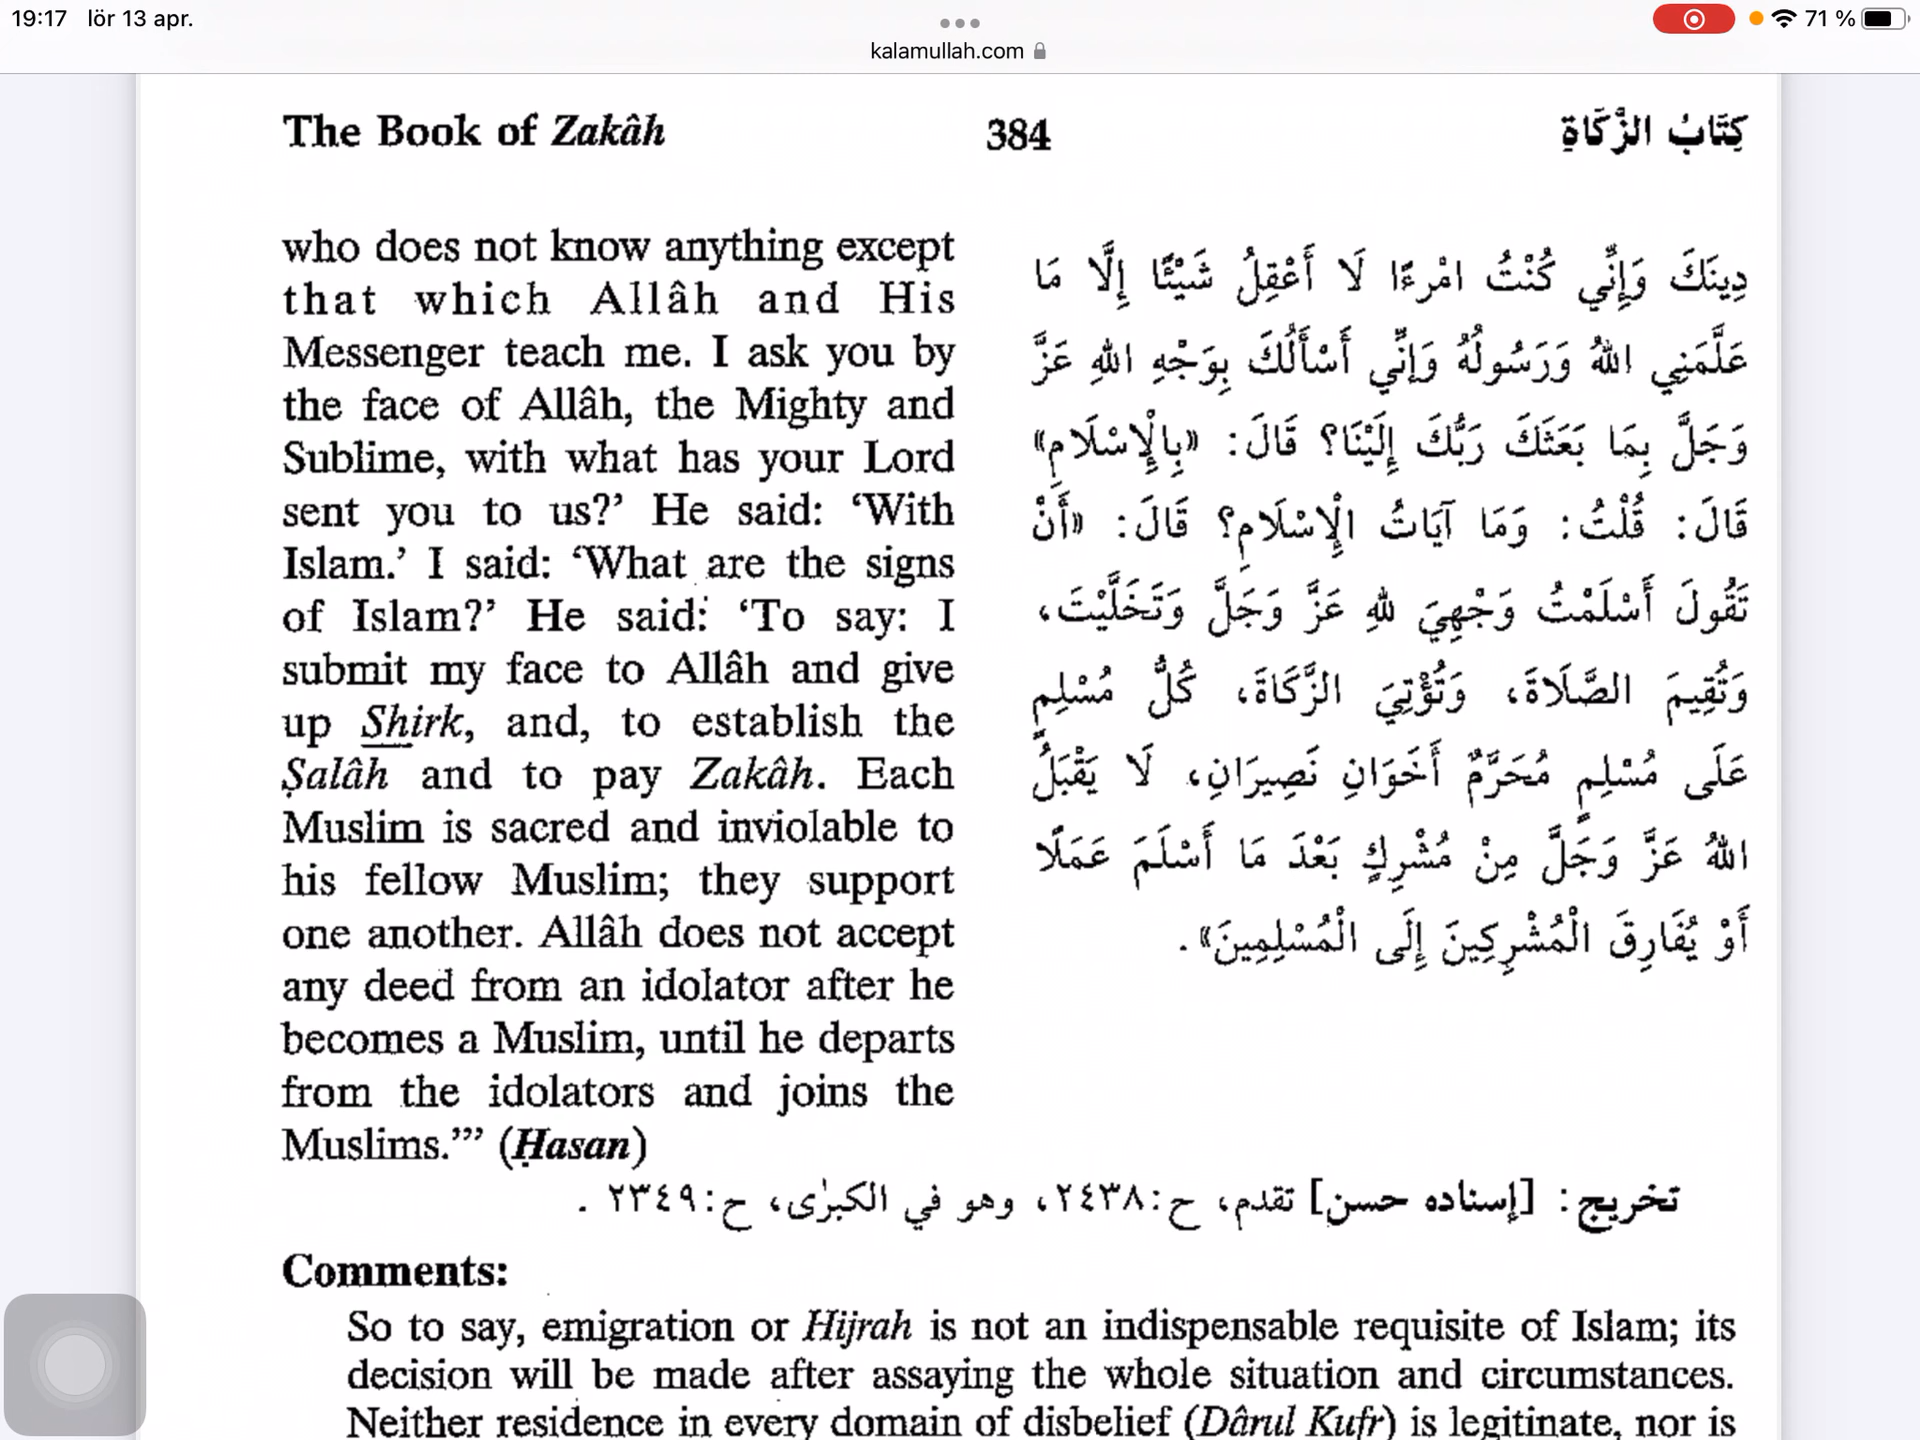 19:17 lör 13 apr.
71 %
kalamullah.com
The Book of Zakâh 384 كِتَابُ الزَّكَاةِ
who does not know anything except
that which Allâh and His
Messenger teach me. I ask you by
the face of Allâh, the Mighty and
Sublime, with what has your Lord
sent you to us?’ He said: ‘With
Islam.’ I said: ‘What are the signs
of Islam?’ He said: ‘To say: I
submit my face to Allâh and give
up Shirk, and, to establish the
Ṣalâh and to pay Zakâh. Each
Muslim is sacred and inviolable to
his fellow Muslim; they support
one another. Allâh does not accept
any deed from an idolator after he
becomes a Muslim, until he departs
from the idolators and joins the
Muslims.’” (Ḥasan)
دِينَكَ وَإِنِّي كُنْتُ امْرءًا لَا أَعْقِلُ شَيْئًا إِلَّا مَا
عَلَّمَنِي اللهُ وَرَسُولُهُ وَإِنِّي أَسْأَلُكَ بِوَجْهِ اللهِ عَزَّ
وَجَلَّ بِمَا بَعَثَكَ رَبُّكَ إِلَيْنَا؟ قَالَ: «بِالْإِسْلَامِ»
قَالَ: قُلْتُ: وَمَا آيَاتُ الْإِسْلَامِ؟ قَالَ: «أَنْ
تَقُولَ أَسْلَمْتُ وَجْهِيَ لِلهِ عَزَّ وَجَلَّ وَتَخَلَّيْتَ،
وَتُقِيمَ الصَّلَاةَ، وَتُؤْتِيَ الزَّكَاةَ، كُلُّ مُسْلِمٍ
عَلَى مُسْلِمٍ مُحَرَّمٌ أَخَوَانِ نَصِيرَانِ، لَا يَقْبَلُ
اللهُ عَزَّ وَجَلَّ مِنْ مُشْرِكٍ بَعْدَ مَا أَسْلَمَ عَمَلًا
أَوْ يُفَارِقَ الْمُشْرِكِينَ إِلَى الْمُسْلِمِينَ».
تخريج: [إسناده حسن] تقدم، ح:٢٤٣٨، وهو في الكبرٰى، ح:٢٣٤٩.
Comments:
So to say, emigration or Hijrah is not an indispensable requisite of Islam; its
decision will be made after assaying the whole situation and circumstances.
Neither residence in every domain of disbelief (Dârul Kufr) is legitinate, nor is